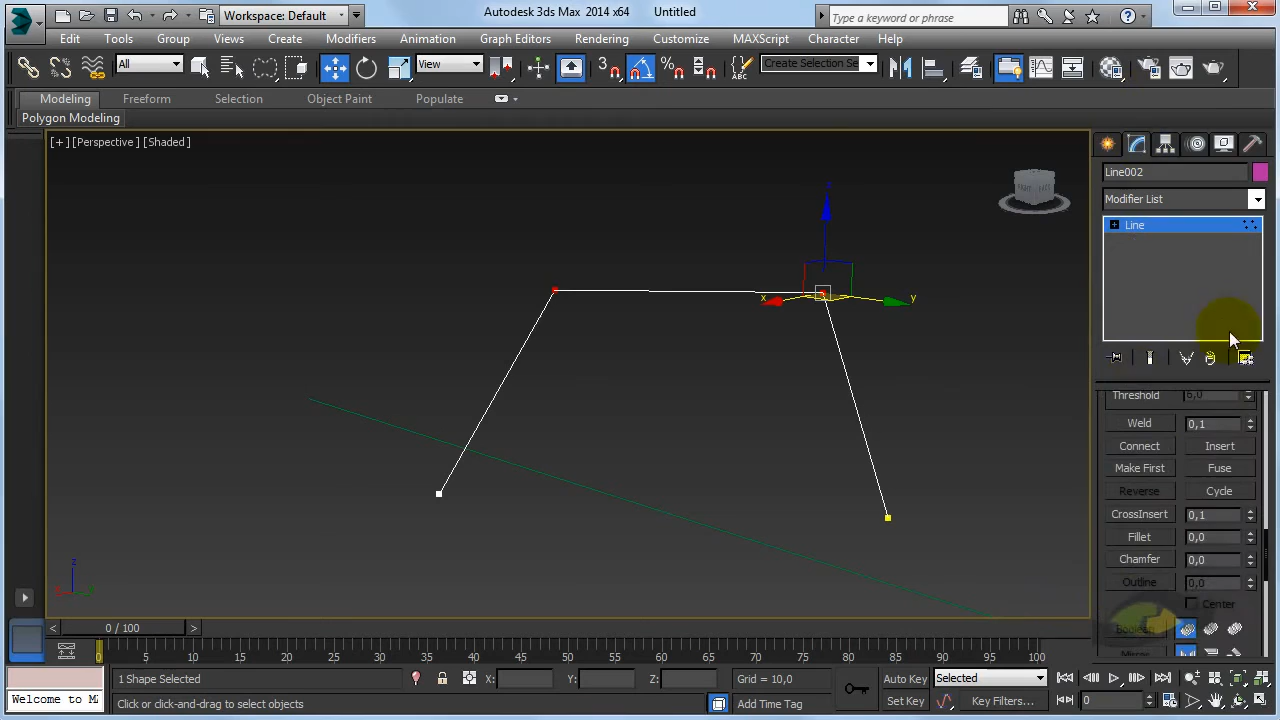 Workspace: Default
Autodesk 3ds Max 2014 x64 Untitled
Type a keyword or phrase
Edit Tools Group Views Create Modifiers Animation Graph Editors Rendering Customize MAXScript Character Help
All
View
3
Create Selection Se
Modeling Freeform Selection Object Paint Populate
Polygon Modeling
[+] [Perspective] [Shaded]
Line002
Modifier List
Line
z
x
y
Threshold 6,0
Weld 0,1
Connect Insert
Make First Fuse
Reverse Cycle
CrossInsert 0,1
Fillet 0,0
Chamfer 0,0
Outline 0,0
Center
Boolean
Mirror
z
0 / 100
0 5 10 15 20 25 30 35 40 45 50 55 60 65 70 75 80 85 90 95 100
1 Shape Selected
X: Y: Z:
Grid = 10,0
Auto Key Selected
Welcome to M
Click or click-and-drag to select objects
Add Time Tag
Set Key Key Filters...
0